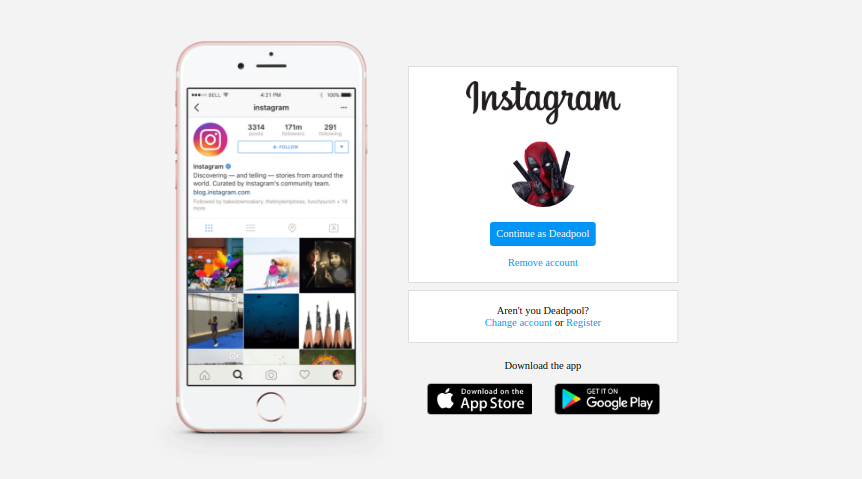 BELL
4:21 PM
100%
instagram
3314
171m
291
posts
followers
following
+ FOLLOW
Instagram
Discovering — and telling — stories from around the
world. Curated by Instagram's community team.
blog.instagram.com
Followed by bakedowncakery, thetinytempress, funchpunch + 18
more
Instagram
Continue as Deadpool
Remove account
Aren't you Deadpool?
Change account or Register
Download the app
Download on the
App Store
GET IT ON
Google Play